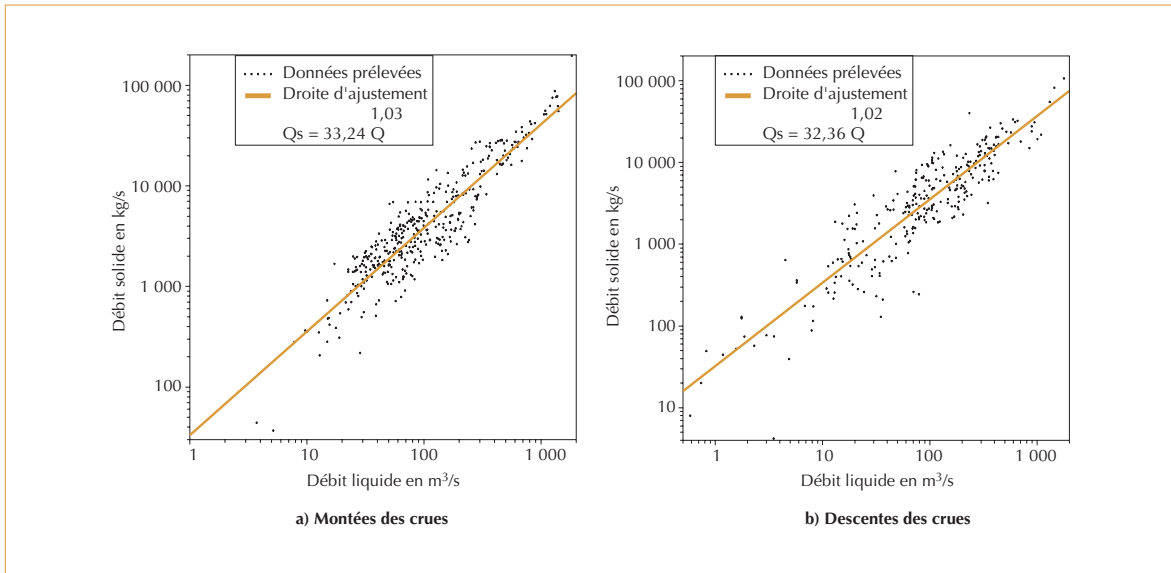 Données prélevées
Droite d'ajustement
1,03
Qs = 33,24 Q
100 000
10 000
1 000
100
Débit solide en kg/s
1 10 100 1 000
Débit liquide en m³/s
a) Montées des crues
Données prélevées
Droite d'ajustement
1,02
Qs = 32,36 Q
100 000
10 000
1 000
100
10
Débit solide en kg/s
1 10 100 1 000
Débit liquide en m³/s
b) Descentes des crues